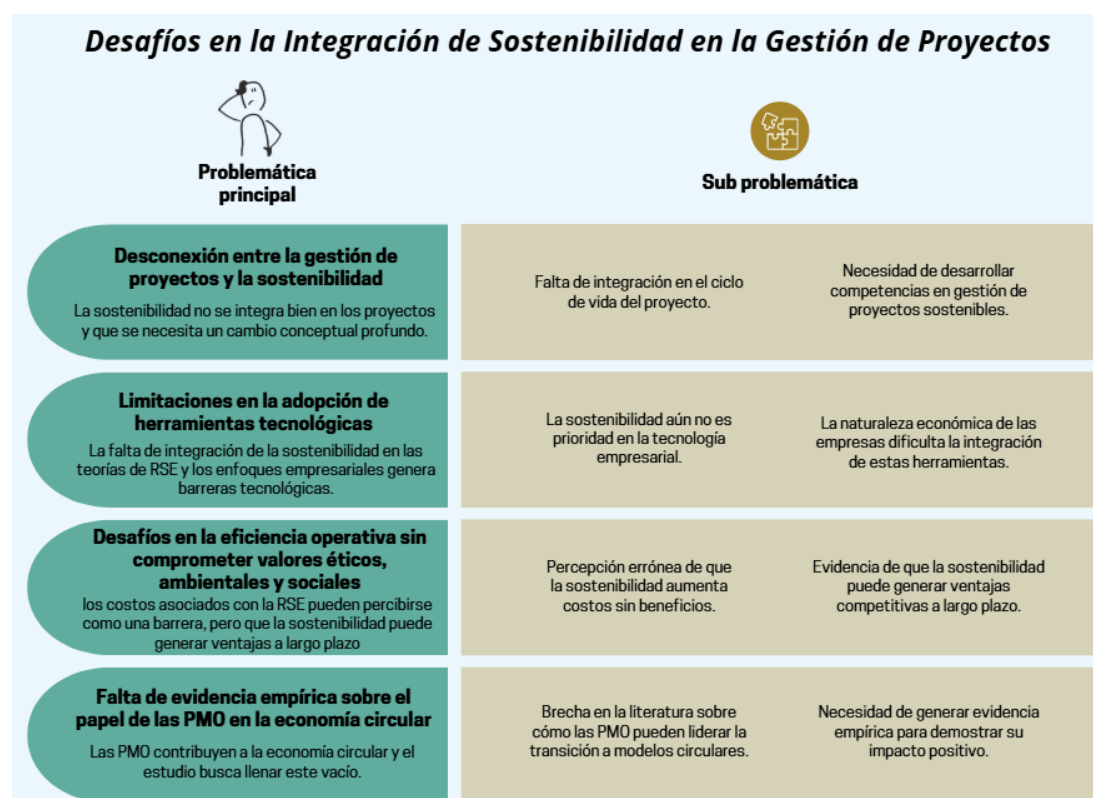 Desafíos en la Integración de Sostenibilidad en la Gestión de Proyectos
Problemática
principal
Sub problemática
Desconexión entre la gestión de
proyectos y la sostenibilidad
La sostenibilidad no se integra bien en los proyectos
y que se necesita un cambio conceptual profundo.
Falta de integración en el ciclo
de vida del proyecto.
Necesidad de desarrollar
competencias en gestión de
proyectos sostenibles.
Limitaciones en la adopción de
herramientas tecnológicas
La falta de integración de la sostenibilidad en las
teorías de RSE y los enfoques empresariales genera
barreras tecnológicas.
La sostenibilidad aún no es
prioridad en la tecnología
empresarial.
La naturaleza económica de las
empresas dificulta la integración
de estas herramientas.
Desafíos en la eficiencia operativa sin
comprometer valores éticos,
ambientales y sociales
los costos asociados con la RSE pueden percibirse
como una barrera, pero que la sostenibilidad puede
generar ventajas a largo plazo
Percepción errónea de que
la sostenibilidad aumenta
costos sin beneficios.
Evidencia de que la sostenibilidad
puede generar ventajas
competitivas a largo plazo.
Falta de evidencia empírica sobre el
papel de las PMO en la economía circular
Las PMO contribuyen a la economía circular y el
estudio busca llenar este vacío.
Brecha en la literatura sobre
cómo las PMO pueden liderar la
transición a modelos circulares.
Necesidad de generar evidencia
empírica para demostrar su
impacto positivo.